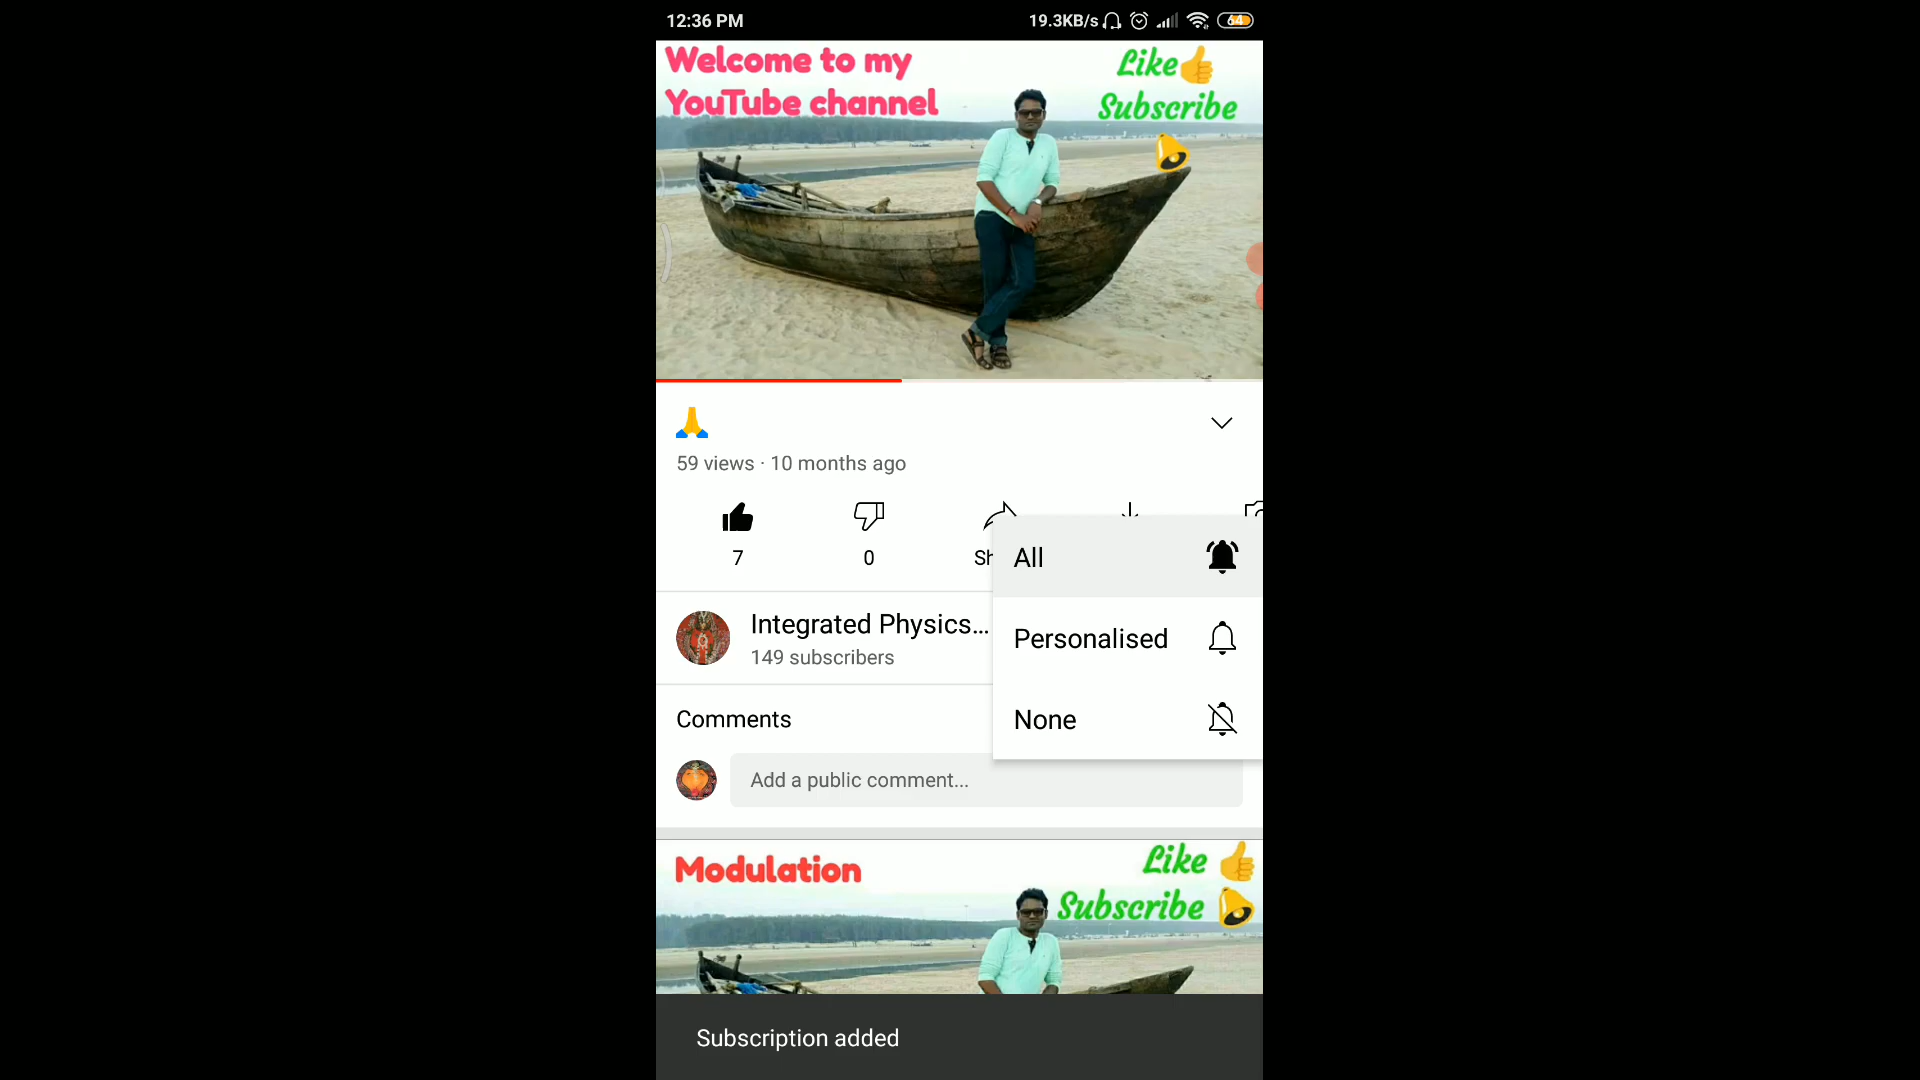 12:36 PM 19.3KB/s 64
Welcome to my
YouTube channel
Like
Subscribe
59 views · 10 months ago
7 0 Sh
All
Personalised
None
Integrated Physics...
149 subscribers
Comments
Add a public comment...
Modulation
Like
Subscribe
Subscription added